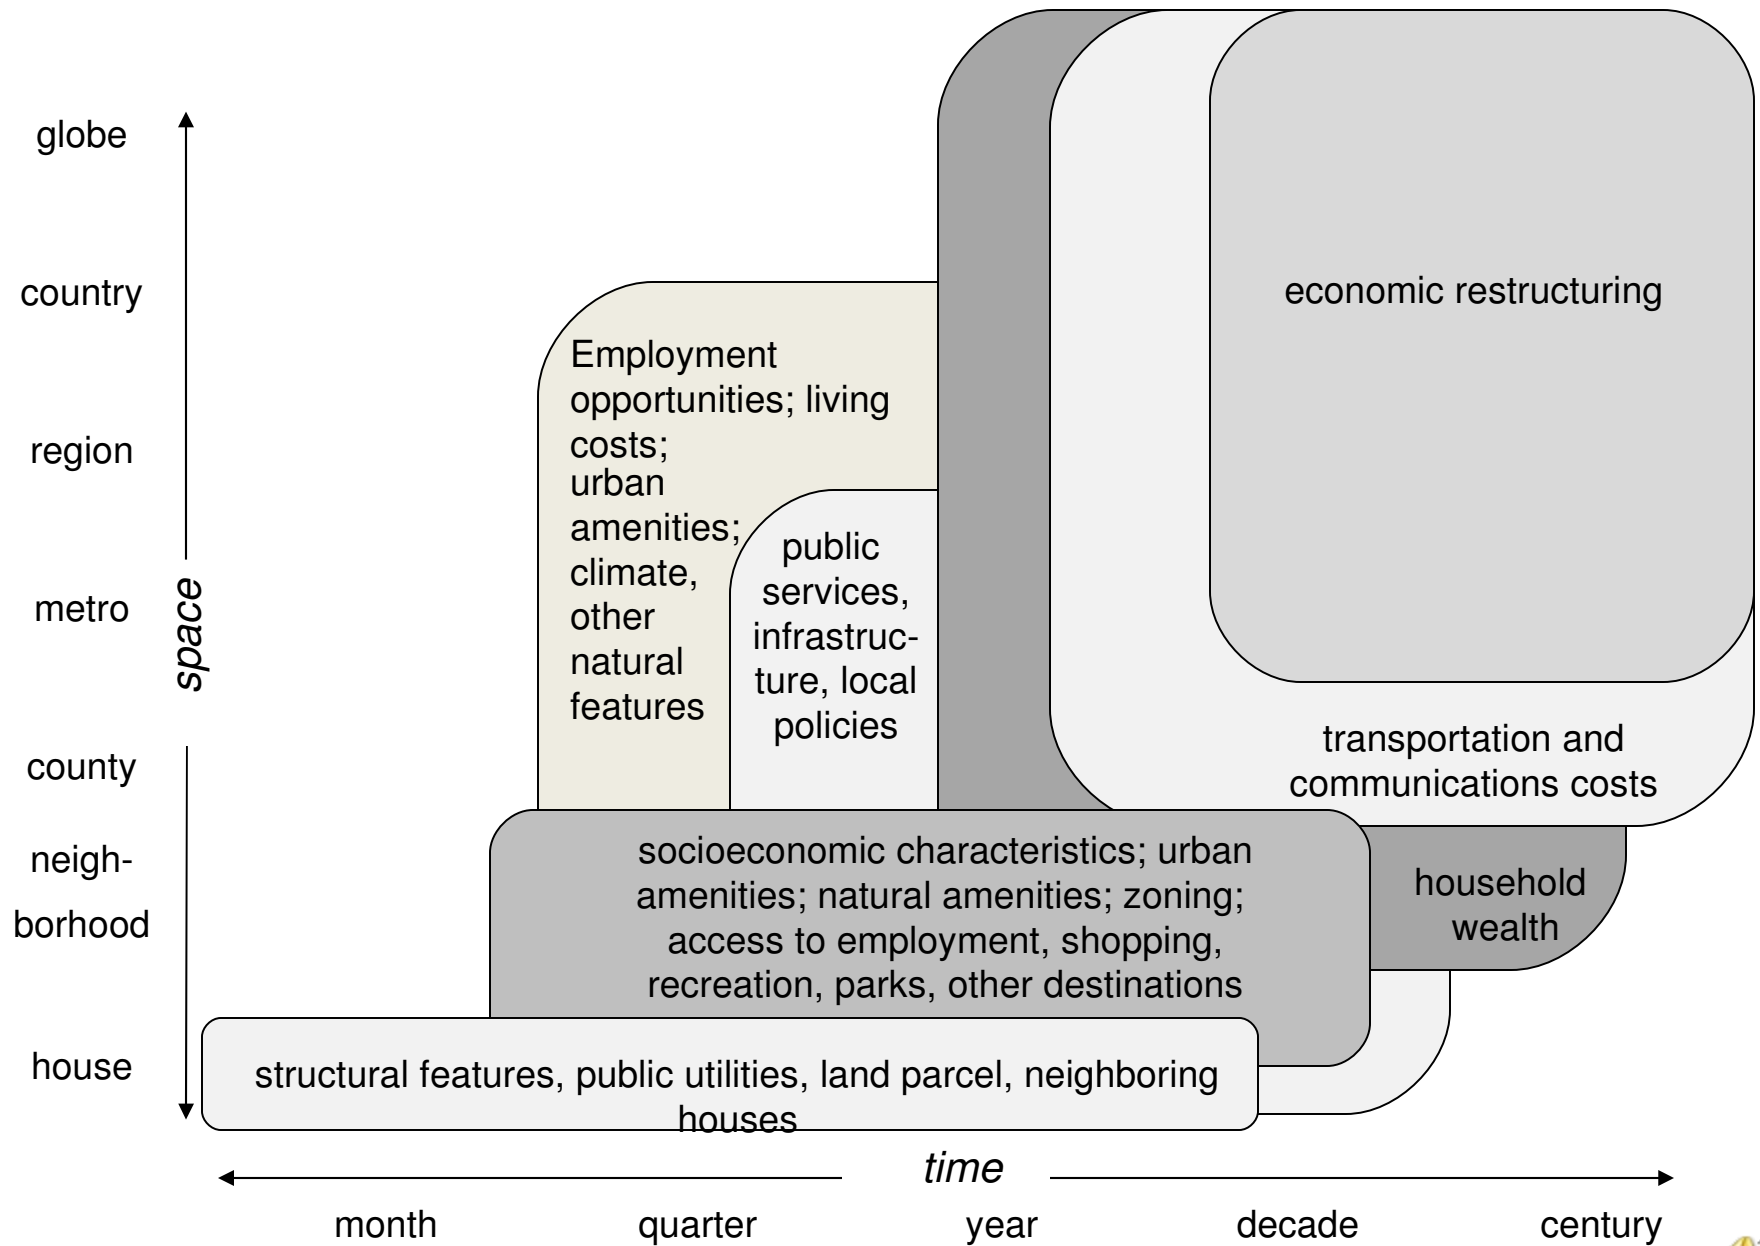 globe
country
region
metro
county
neigh-
borhood
house
space
economic restructuring
Employment
opportunities; living
costs;
urban
amenities;
climate,
other
natural
features
public
services,
infrastruc-
ture, local
policies
transportation and
communications costs
socioeconomic characteristics; urban
amenities; natural amenities; zoning;
access to employment, shopping,
recreation, parks, other destinations
household
wealth
structural features, public utilities, land parcel, neighboring
houses
time
month
quarter
year
decade
century